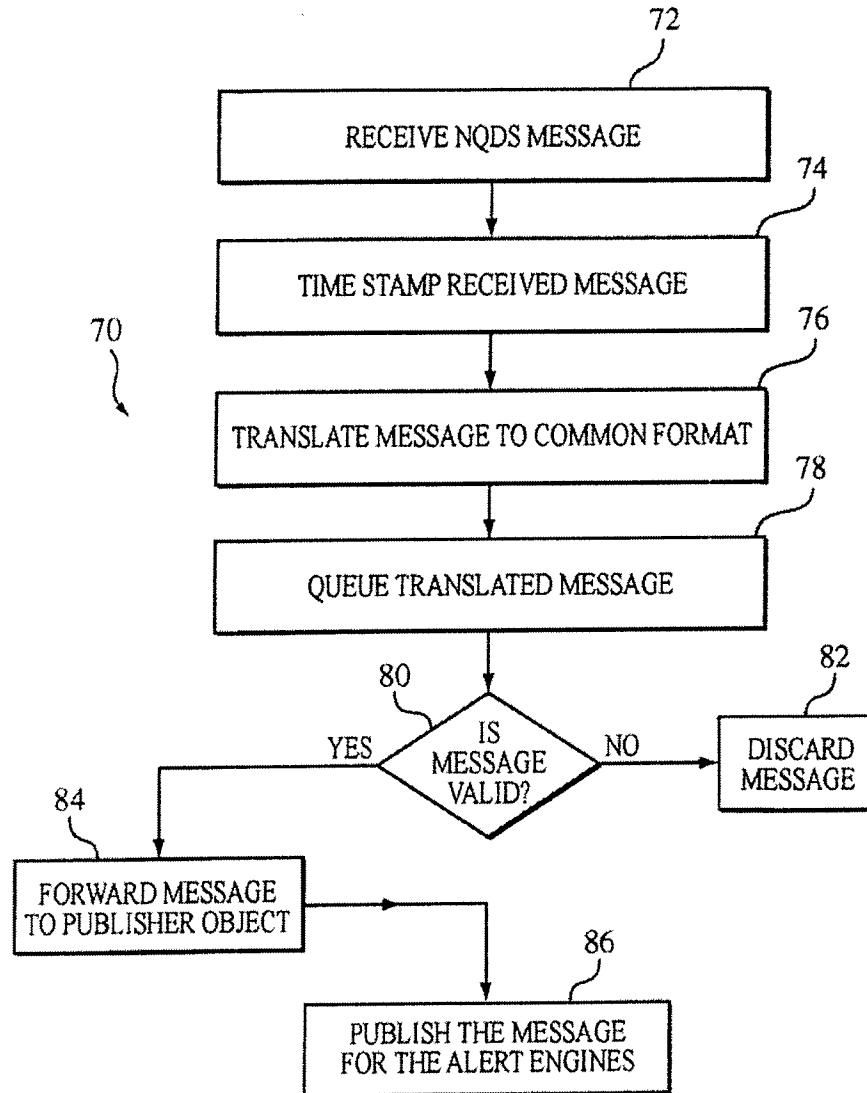 72
RECEIVE NQDS MESSAGE
74
TIME STAMP RECEIVED MESSAGE
70
76
TRANSLATE MESSAGE TO COMMON FORMAT
78
QUEUE TRANSLATED MESSAGE
80
IS
MESSAGE
VALID?
YES
NO
82
DISCARD
MESSAGE
84
FORWARD MESSAGE
TO PUBLISHER OBJECT
86
PUBLISH THE MESSAGE
FOR THE ALERT ENGINES